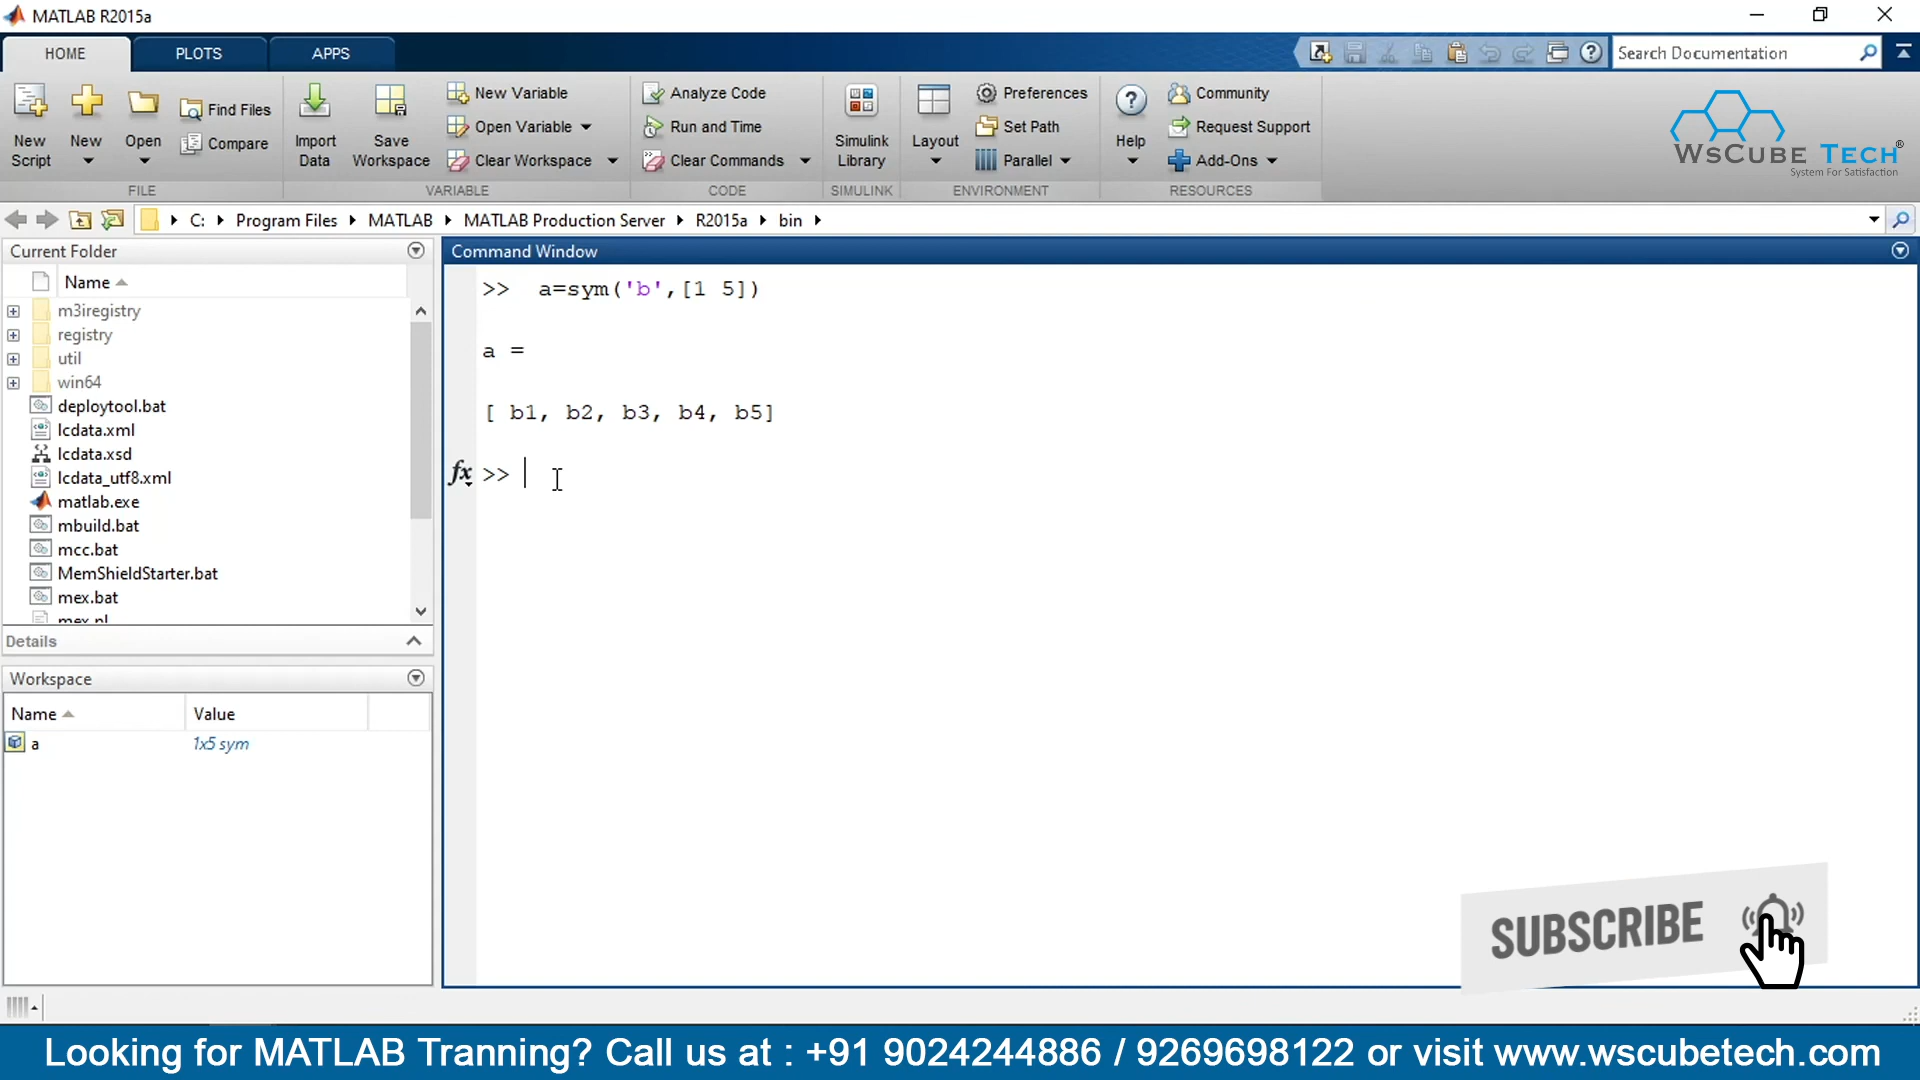 MATLAB R2015a
HOME
PLOTS
APPS
Search Documentation
New Script
New
Open
Find Files
Compare
FILE
Import Data
Save Workspace
New Variable
Open Variable
Clear Workspace
VARIABLE
Analyze Code
Run and Time
Clear Commands
CODE
Simulink Library
SIMULINK
Layout
Preferences
Set Path
Parallel
ENVIRONMENT
Help
Community
Request Support
Add-Ons
RESOURCES
WSCUBE TECH®
System For Satisfaction
C: Program Files MATLAB MATLAB Production Server R2015a bin
Current Folder
Name
m3iregistry
registry
util
win64
deploytool.bat
lcdata.xml
lcdata.xsd
lcdata_utf8.xml
matlab.exe
mbuild.bat
mcc.bat
MemShieldStarter.bat
mex.bat
mex.pl
Details
Workspace
Name Value
a 1x5 sym
Command Window
>> a=sym('b',[1 5])
a =
[ b1, b2, b3, b4, b5]
fx >>
SUBSCRIBE
Looking for MATLAB Tranning? Call us at : +91 9024244886 / 9269698122 or visit www.wscubetech.com